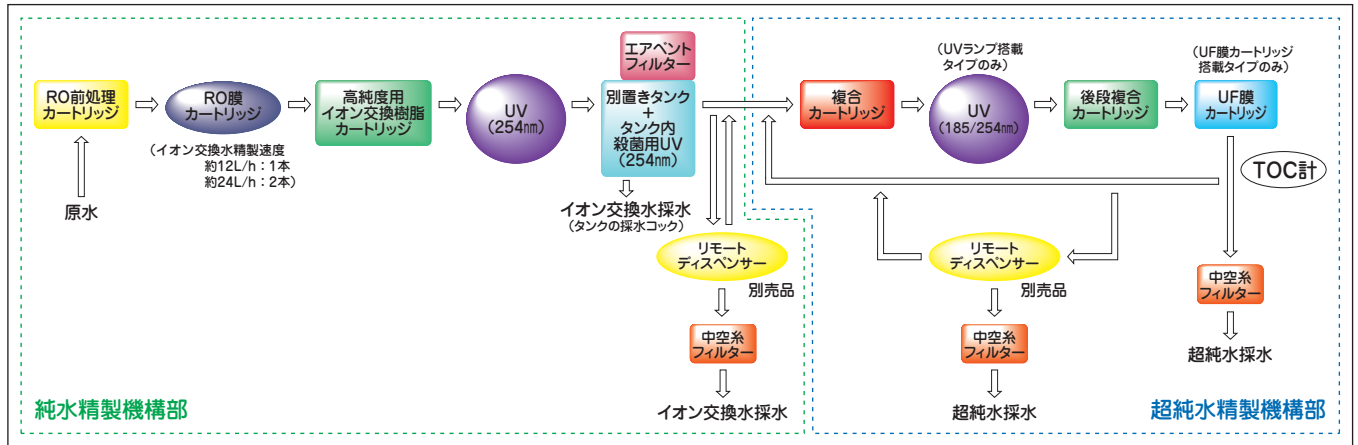 RO前処理
カートリッジ
原水
RO膜
カートリッジ
(イオン交換水精製速度
約12L/h：1本
約24L/h：2本)
高純度用
イオン交換樹脂
カートリッジ
UV
(254nm)
エアベント
フィルター
別置きタンク
+
タンク内
殺菌用UV
(254nm)
イオン交換水採水
(タンクの採水コック)
リモート
ディスペンサー
別売品
中空糸
フィルター
イオン交換水採水
純水精製機構部
複合
カートリッジ
(UVランプ搭載
タイプのみ)
UV
(185/254nm)
後段複合
カートリッジ
(UF膜カートリッジ
搭載タイプのみ)
UF膜
カートリッジ
TOC計
リモート
ディスペンサー
別売品
中空糸
フィルター
超純水採水
中空糸
フィルター
超純水採水
超純水精製機構部